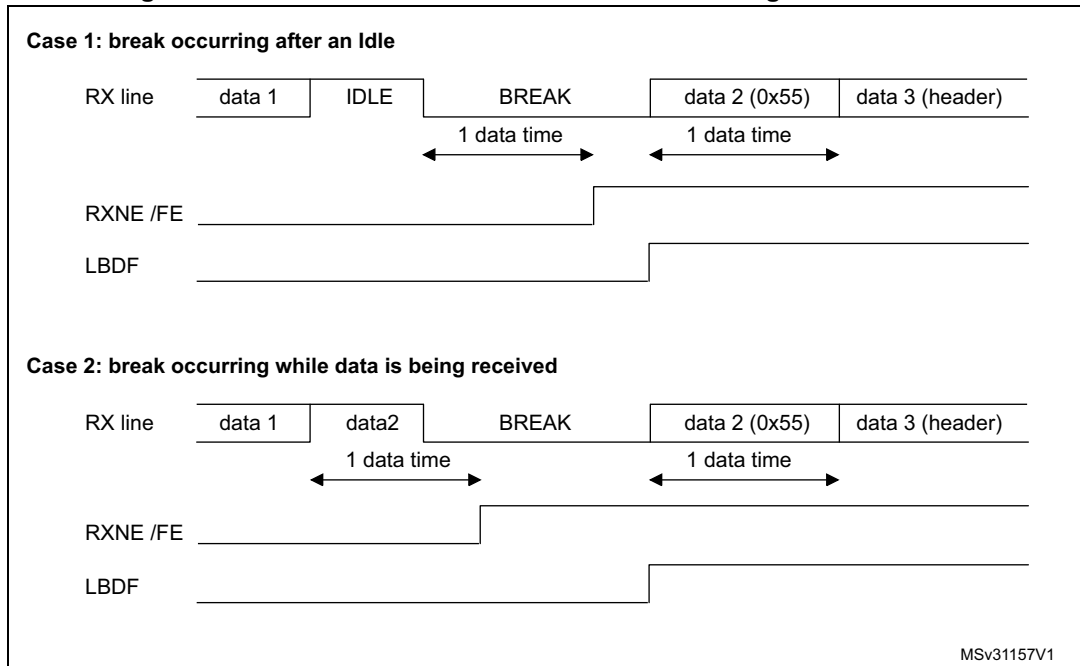 Case 1: break occurring after an Idle
RX line data 1 IDLE BREAK data 2 (0x55) data 3 (header)
1 data time 1 data time
RXNE /FE
LBDF
Case 2: break occurring while data is being received
RX line data 1 data2 BREAK data 2 (0x55) data 3 (header)
1 data time 1 data time
RXNE /FE
LBDF
MSv31157V1